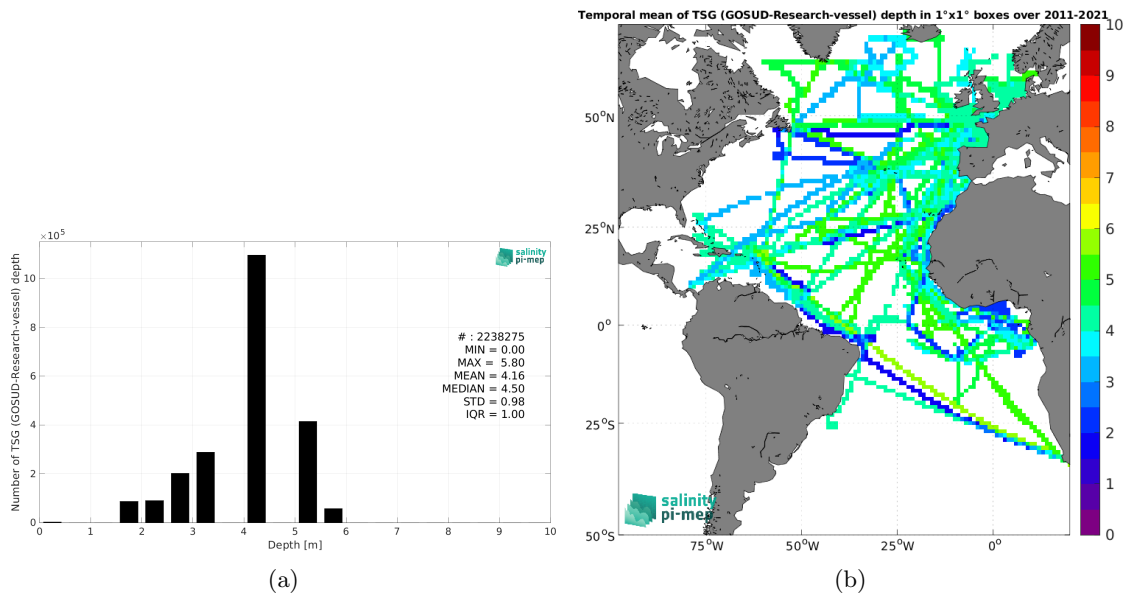 ×10⁵
10
8
6
4
2
0
Number of TSG (GOSUD-Research-vessel) depth
salinity
pi-mep
# : 2238275
MIN = 0.00
MAX = 5.80
MEAN = 4.16
MEDIAN = 4.50
STD = 0.98
IQR = 1.00
0 1 2 3 4 5 6 7 8 9 10
Depth [m]
(a)
Temporal mean of TSG (GOSUD-Research-vessel) depth in 1°x1° boxes over 2011-2021
50°N
25°N
0°
25°S
50°S
75°W 50°W 25°W 0°
salinity
pi-mep
10
9
8
7
6
5
4
3
2
1
0
(b)